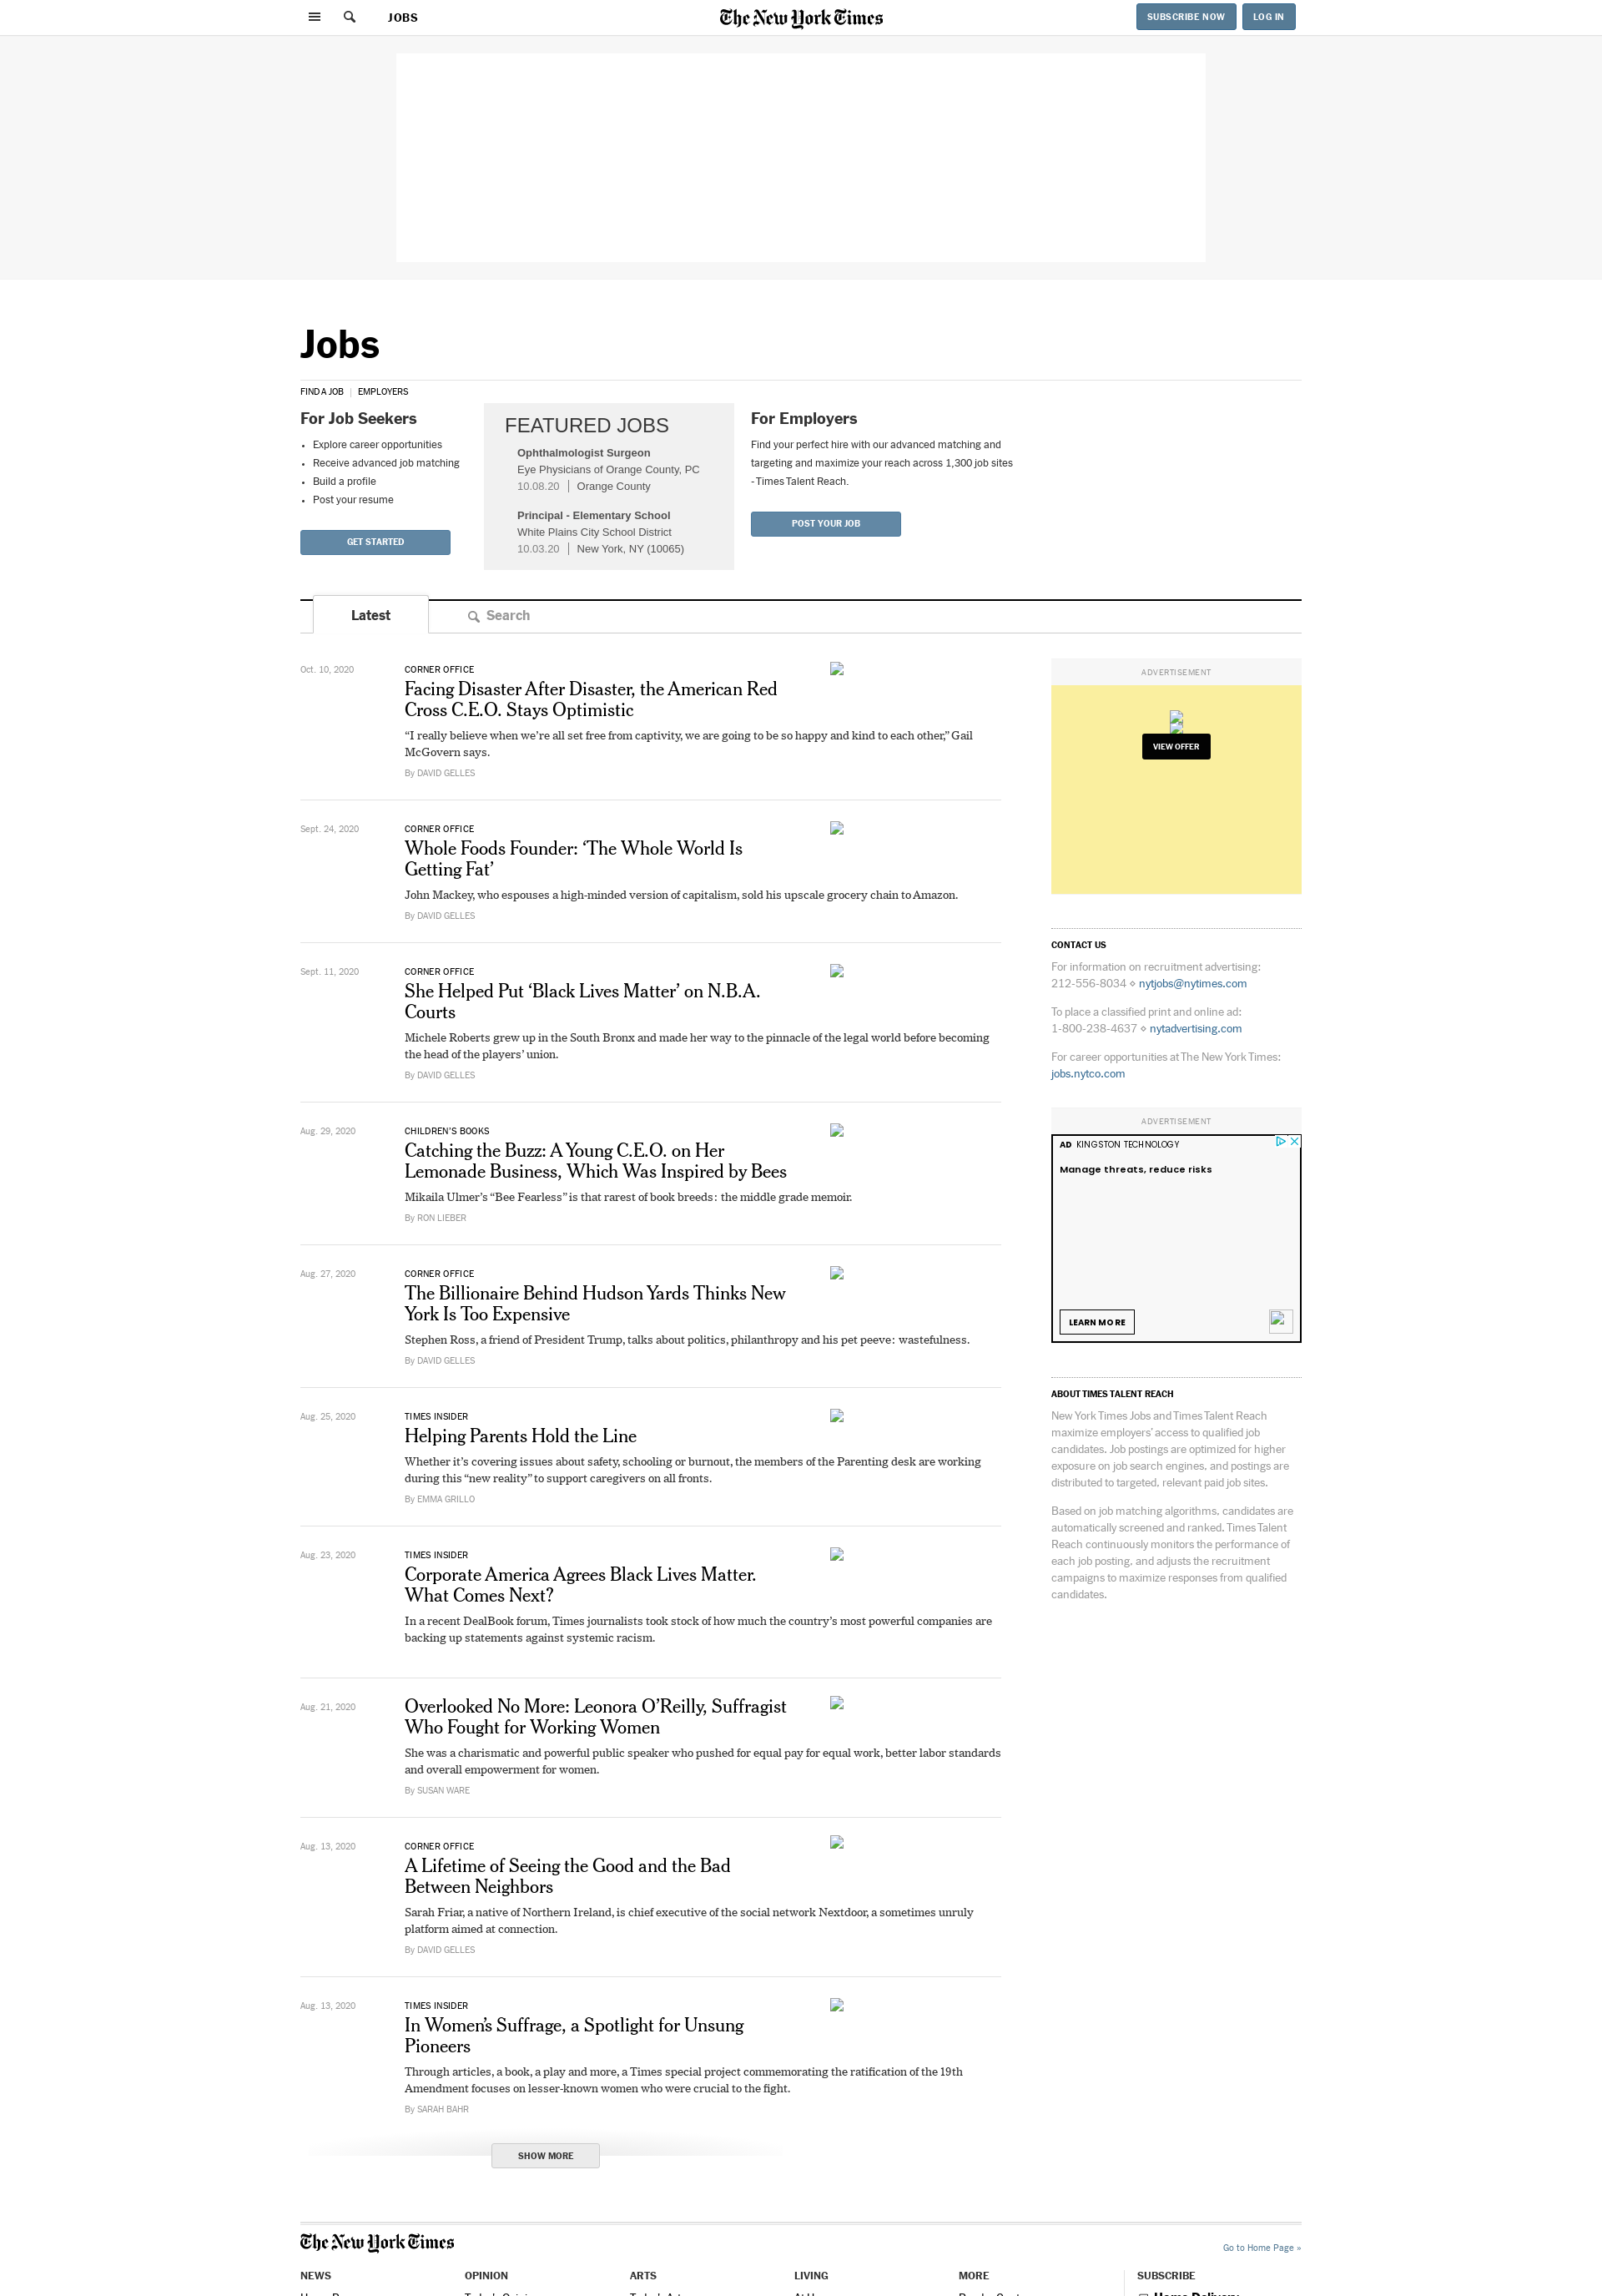 JOBS
The New York Times
SUBSCRIBE NOW
LOG IN
Jobs
FIND A JOB | EMPLOYERS
For Job Seekers
• Explore career opportunities
• Receive advanced job matching
• Build a profile
• Post your resume
GET STARTED
FEATURED JOBS
Ophthalmologist Surgeon
Eye Physicians of Orange County, PC
10.08.20 | Orange County
Principal - Elementary School
White Plains City School District
10.03.20 | New York, NY (10065)
For Employers
Find your perfect hire with our advanced matching and
targeting and maximize your reach across 1,300 job sites
- Times Talent Reach.
POST YOUR JOB
Latest
Search
Oct. 10, 2020
CORNER OFFICE
Facing Disaster After Disaster, the American Red
Cross C.E.O. Stays Optimistic
“I really believe when we’re all set free from captivity, we are going to be so happy and kind to each other,” Gail
McGovern says.
By DAVID GELLES
Sept. 24, 2020
CORNER OFFICE
Whole Foods Founder: ‘The Whole World Is
Getting Fat’
John Mackey, who espouses a high-minded version of capitalism, sold his upscale grocery chain to Amazon.
By DAVID GELLES
Sept. 11, 2020
CORNER OFFICE
She Helped Put ‘Black Lives Matter’ on N.B.A.
Courts
Michele Roberts grew up in the South Bronx and made her way to the pinnacle of the legal world before becoming
the head of the players’ union.
By DAVID GELLES
Aug. 29, 2020
CHILDREN’S BOOKS
Catching the Buzz: A Young C.E.O. on Her
Lemonade Business, Which Was Inspired by Bees
Mikaila Ulmer’s “Bee Fearless” is that rarest of book breeds: the middle grade memoir.
By RON LIEBER
Aug. 27, 2020
CORNER OFFICE
The Billionaire Behind Hudson Yards Thinks New
York Is Too Expensive
Stephen Ross, a friend of President Trump, talks about politics, philanthropy and his pet peeve: wastefulness.
By DAVID GELLES
Aug. 25, 2020
TIMES INSIDER
Helping Parents Hold the Line
Whether it’s covering issues about safety, schooling or burnout, the members of the Parenting desk are working
during this “new reality” to support caregivers on all fronts.
By EMMA GRILLO
Aug. 23, 2020
TIMES INSIDER
Corporate America Agrees Black Lives Matter.
What Comes Next?
In a recent DealBook forum, Times journalists took stock of how much the country’s most powerful companies are
backing up statements against systemic racism.
Aug. 21, 2020
Overlooked No More: Leonora O’Reilly, Suffragist
Who Fought for Working Women
She was a charismatic and powerful public speaker who pushed for equal pay for equal work, better labor standards
and overall empowerment for women.
By SUSAN WARE
Aug. 13, 2020
CORNER OFFICE
A Lifetime of Seeing the Good and the Bad
Between Neighbors
Sarah Friar, a native of Northern Ireland, is chief executive of the social network Nextdoor, a sometimes unruly
platform aimed at connection.
By DAVID GELLES
Aug. 13, 2020
TIMES INSIDER
In Women’s Suffrage, a Spotlight for Unsung
Pioneers
Through articles, a book, a play and more, a Times special project commemorating the ratification of the 19th
Amendment focuses on lesser-known women who were crucial to the fight.
By SARAH BAHR
SHOW MORE
ADVERTISEMENT
VIEW OFFER
CONTACT US
For information on recruitment advertising:
212-556-8034 ⋄ nytjobs@nytimes.com
To place a classified print and online ad:
1-800-238-4637 ⋄ nytadvertising.com
For career opportunities at The New York Times:
jobs.nytco.com
ADVERTISEMENT
AD KINGSTON TECHNOLOGY
Manage threats, reduce risks
LEARN MORE
ABOUT TIMES TALENT REACH
New York Times Jobs and Times Talent Reach
maximize employers’ access to qualified job
candidates. Job postings are optimized for higher
exposure on job search engines, and postings are
distributed to targeted, relevant paid job sites.
Based on job matching algorithms, candidates are
automatically screened and ranked. Times Talent
Reach continuously monitors the performance of
each job posting, and adjusts the recruitment
campaigns to maximize responses from qualified
candidates.
The New York Times
Go to Home Page »
NEWS
OPINION
ARTS
LIVING
MORE
SUBSCRIBE